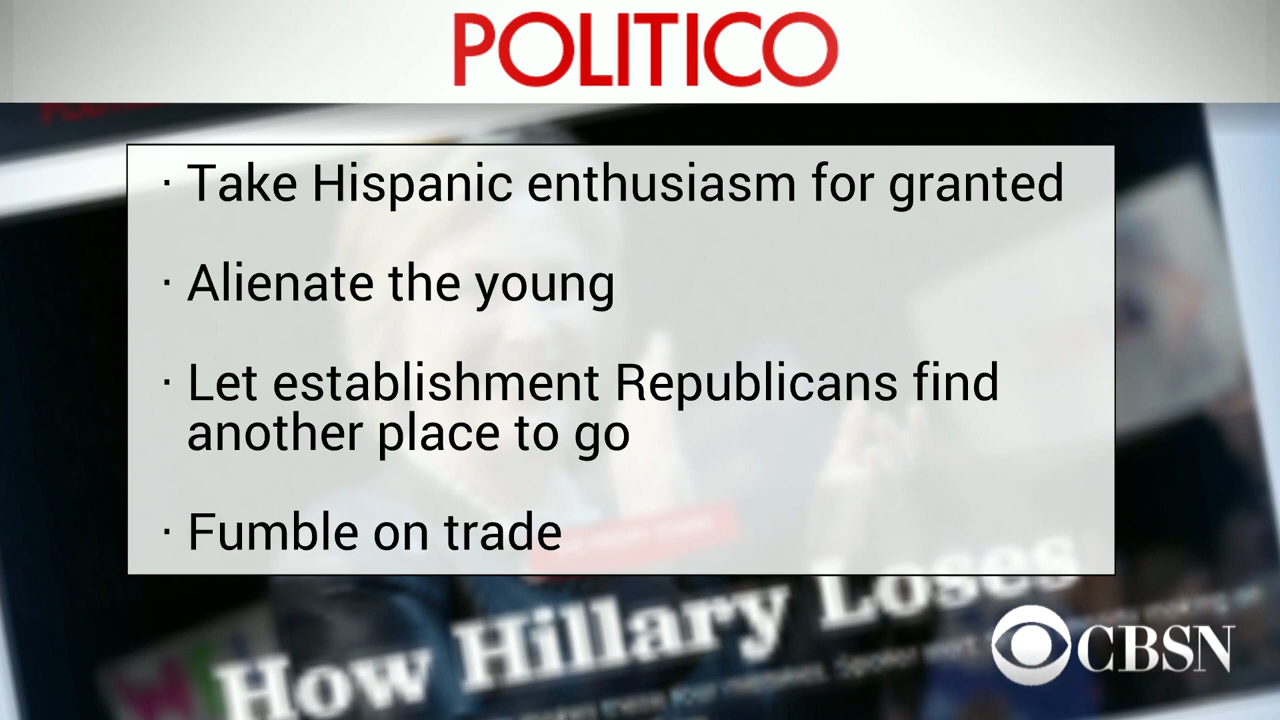 POLITICO
· Take Hispanic enthusiasm for granted
· Alienate the young
· Let establishment Republicans find
another place to go
· Fumble on trade
How Hillary Loses
CBSN